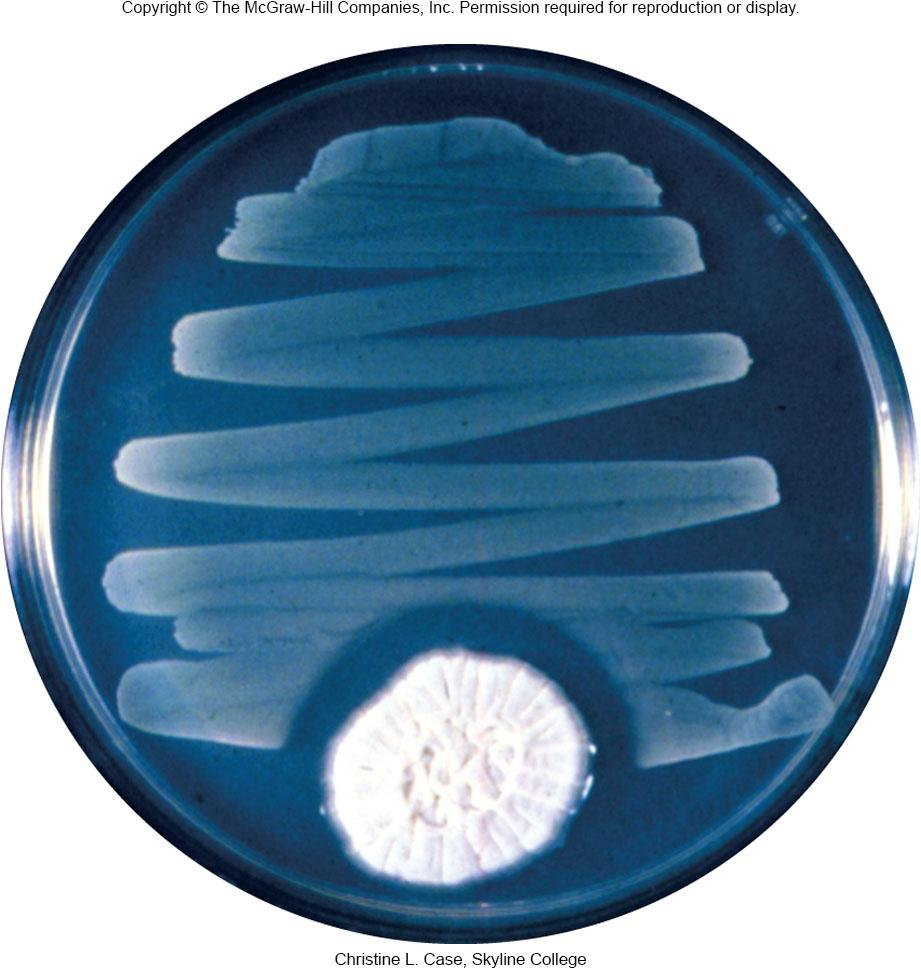 Copyright © The McGraw-Hill Companies, Inc. Permission required for reproduction or display.
Christine L. Case, Skyline College